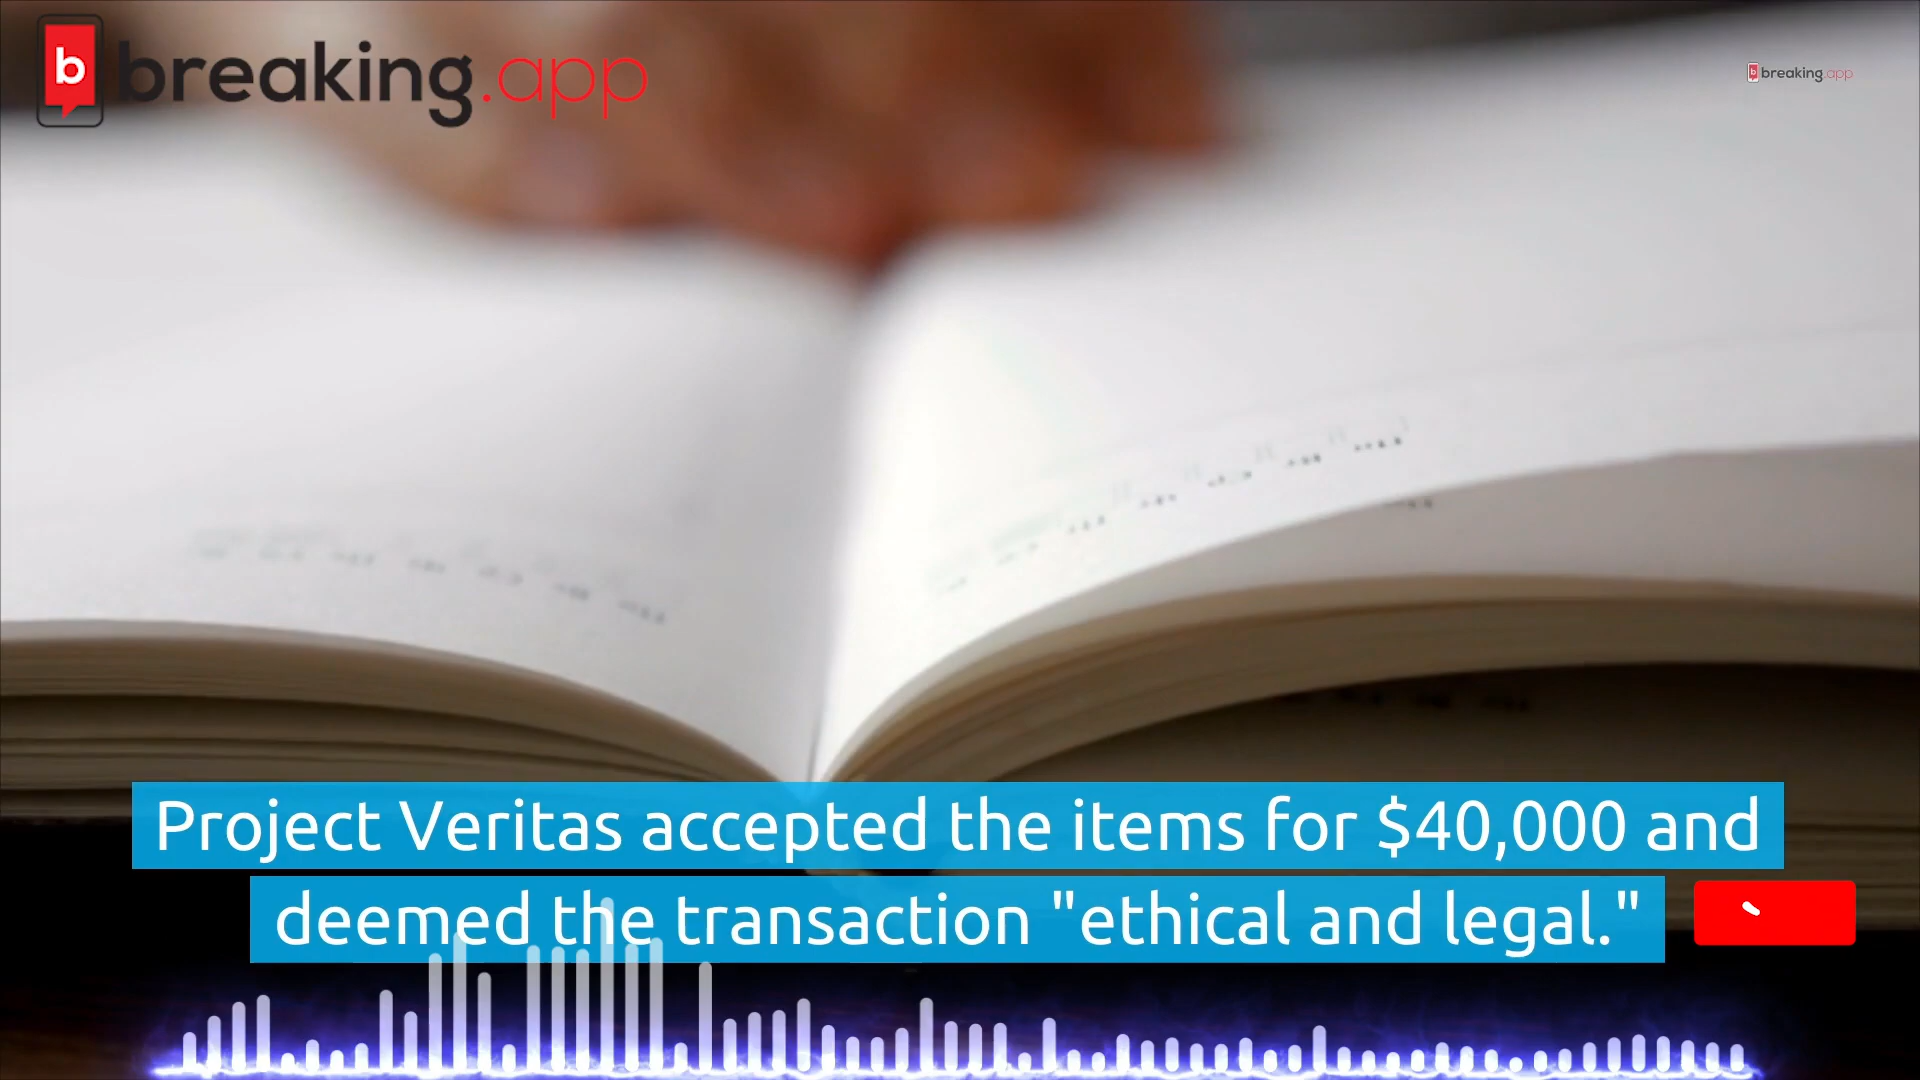 b breaking.app
b breaking.app
Project Veritas accepted the items for $40,000 and
deemed the transaction "ethical and legal."